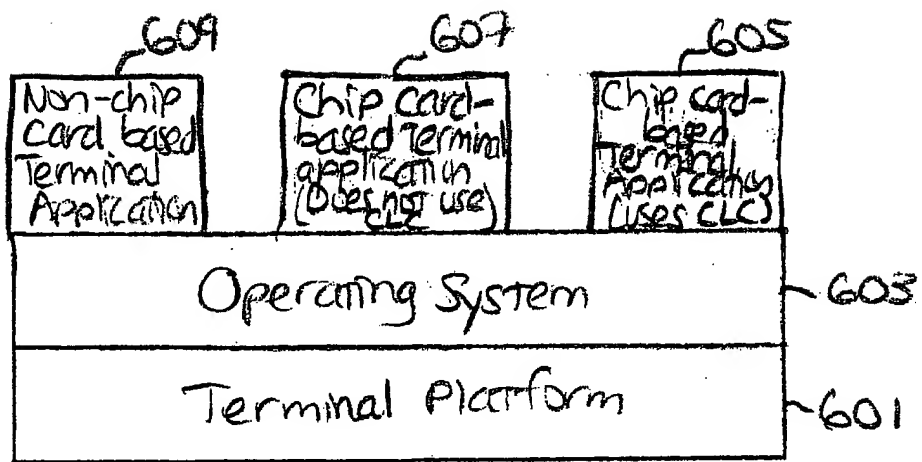 609
607
605
Non-chip
Card based
Terminal
Application
Chip Card-
based Terminal
application
(Does not use)
CLC
Chip card-
based
Terminal
Application
(uses CLC)
Operating System
603
Terminal Platform
601